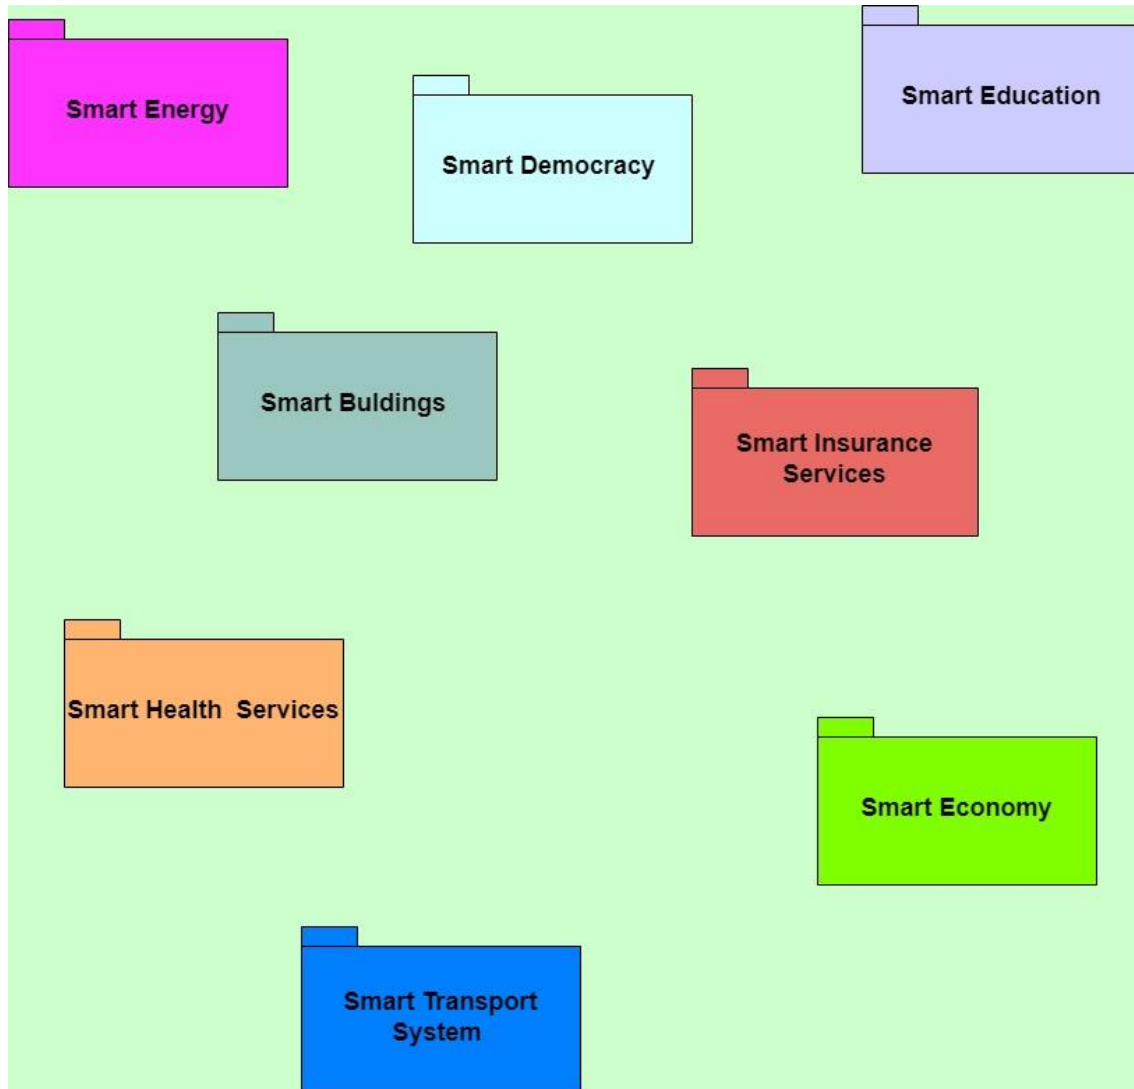 Smart Energy
Smart Democracy
Smart Education
Smart Buldings
Smart Insurance
Services
Smart Health  Services
Smart Economy
Smart Transport
System